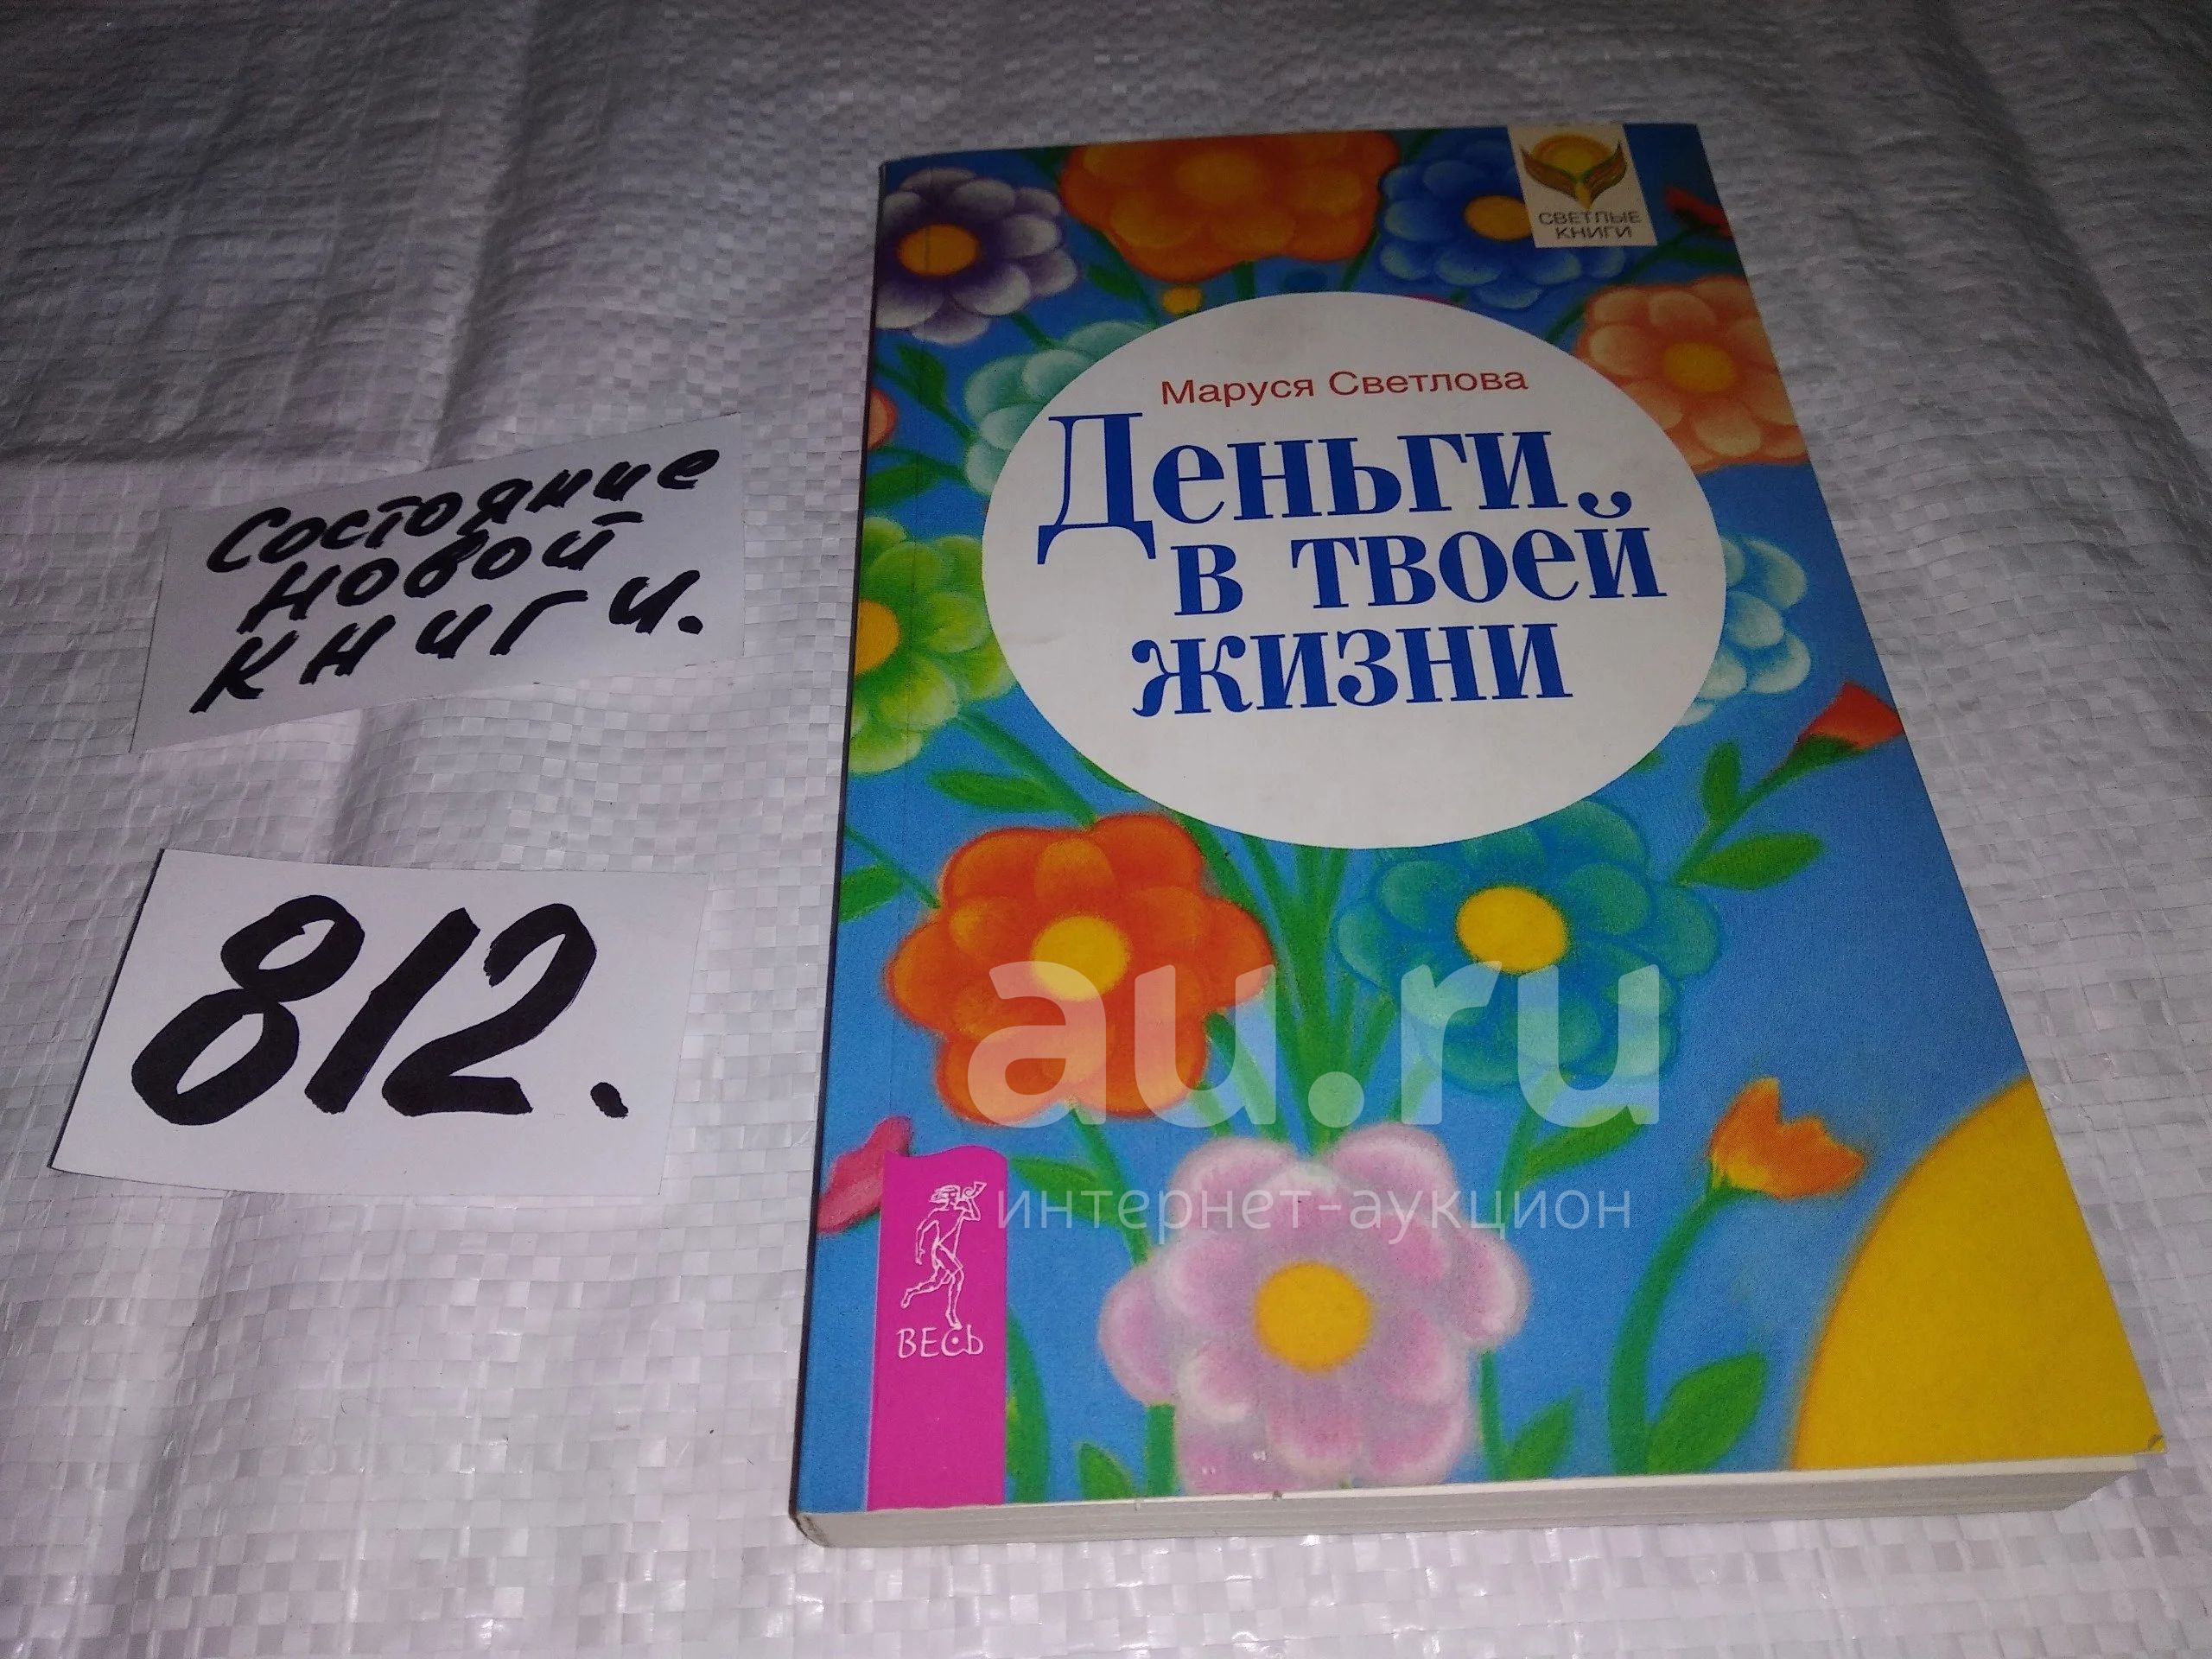 Состояние
новой
книги.
812.
СВЕТЛЫЕ
КНИГИ
Маруся Светлова
Деньги
в твоей
жизни
ВЕСЬ
au.ru
интернет-аукцион